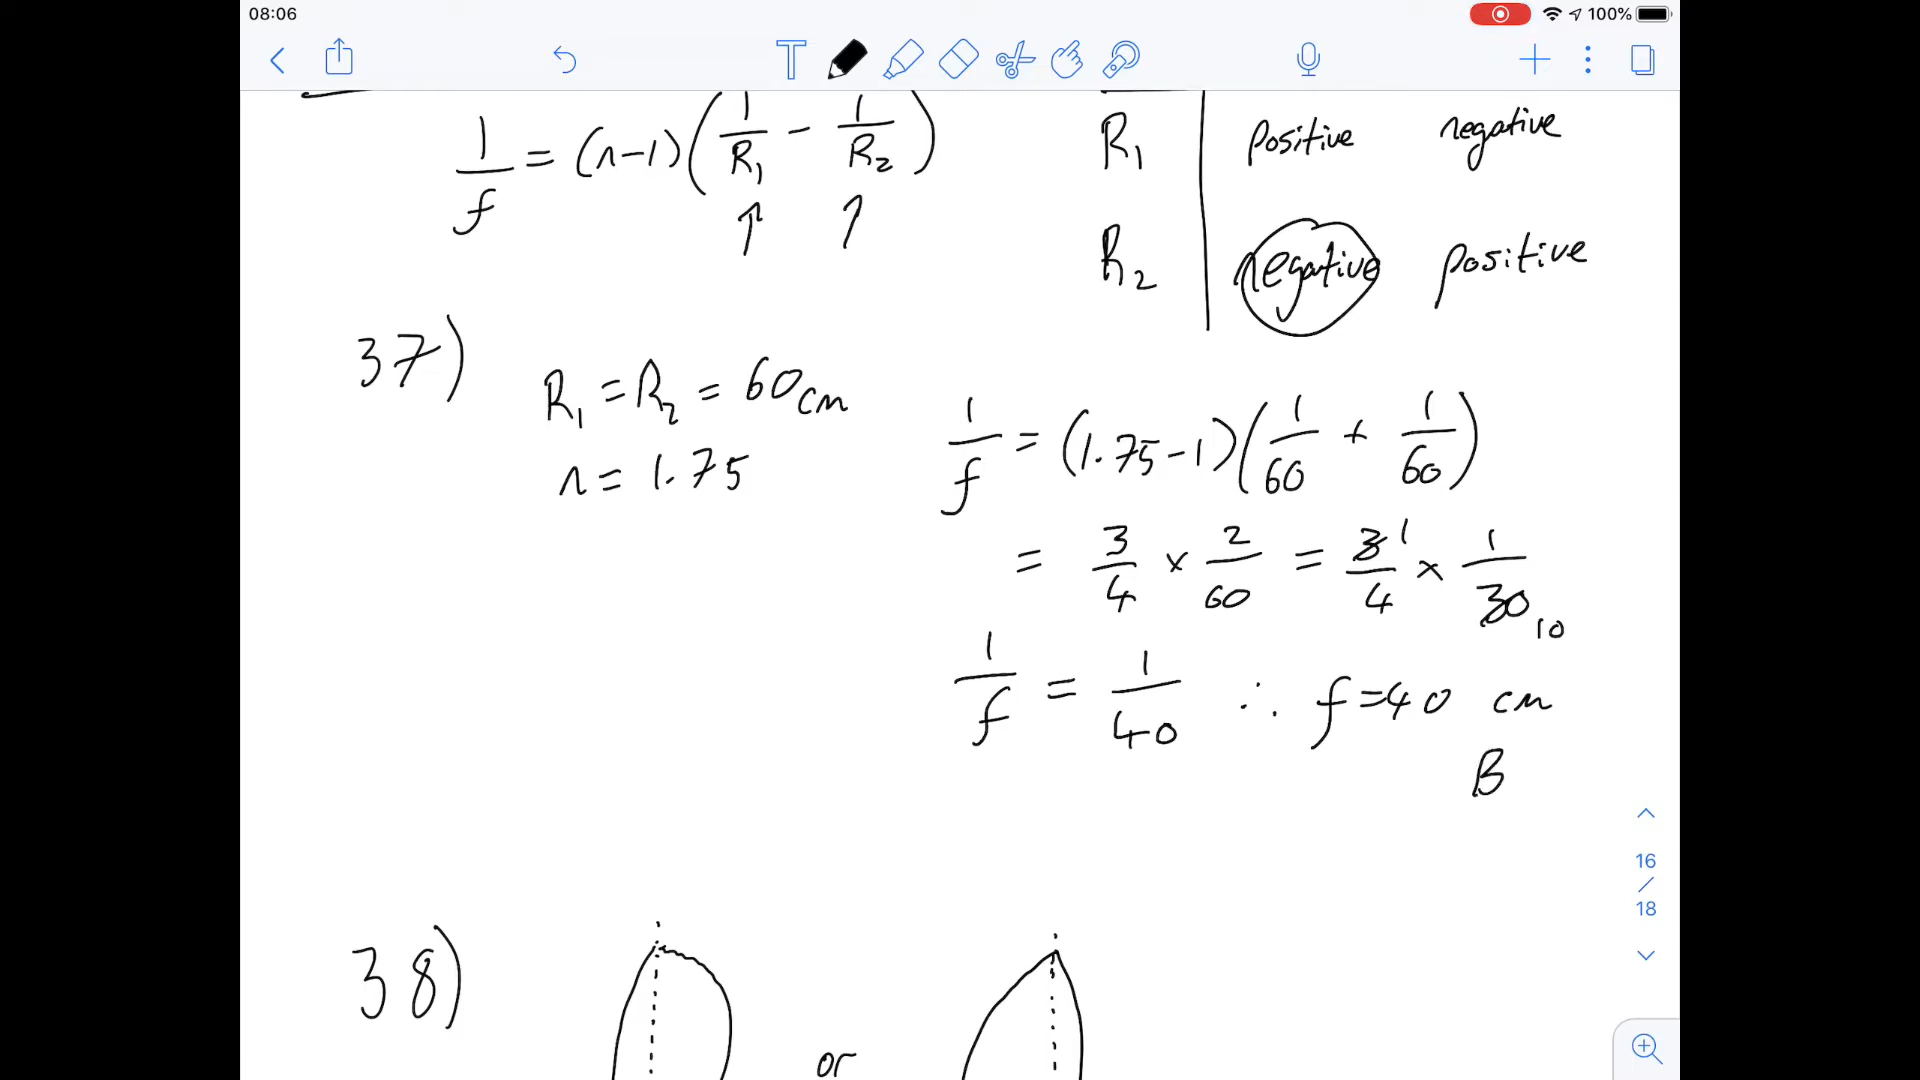 08:06
100%
1/f = (n-1)(1/R₁ - 1/R₂)
↑ ↑
R₁ positive negative
R₂ negative positive
37)
R₁ = R₂ = 60cm
n = 1.75
1/f = (1.75-1)(1/60 + 1/60)
= 3/4 × 2/60 = 3 1/4 × 1/30 10
1/f = 1/40 ∴ f=40 cm
B
16
/
18
38)
or